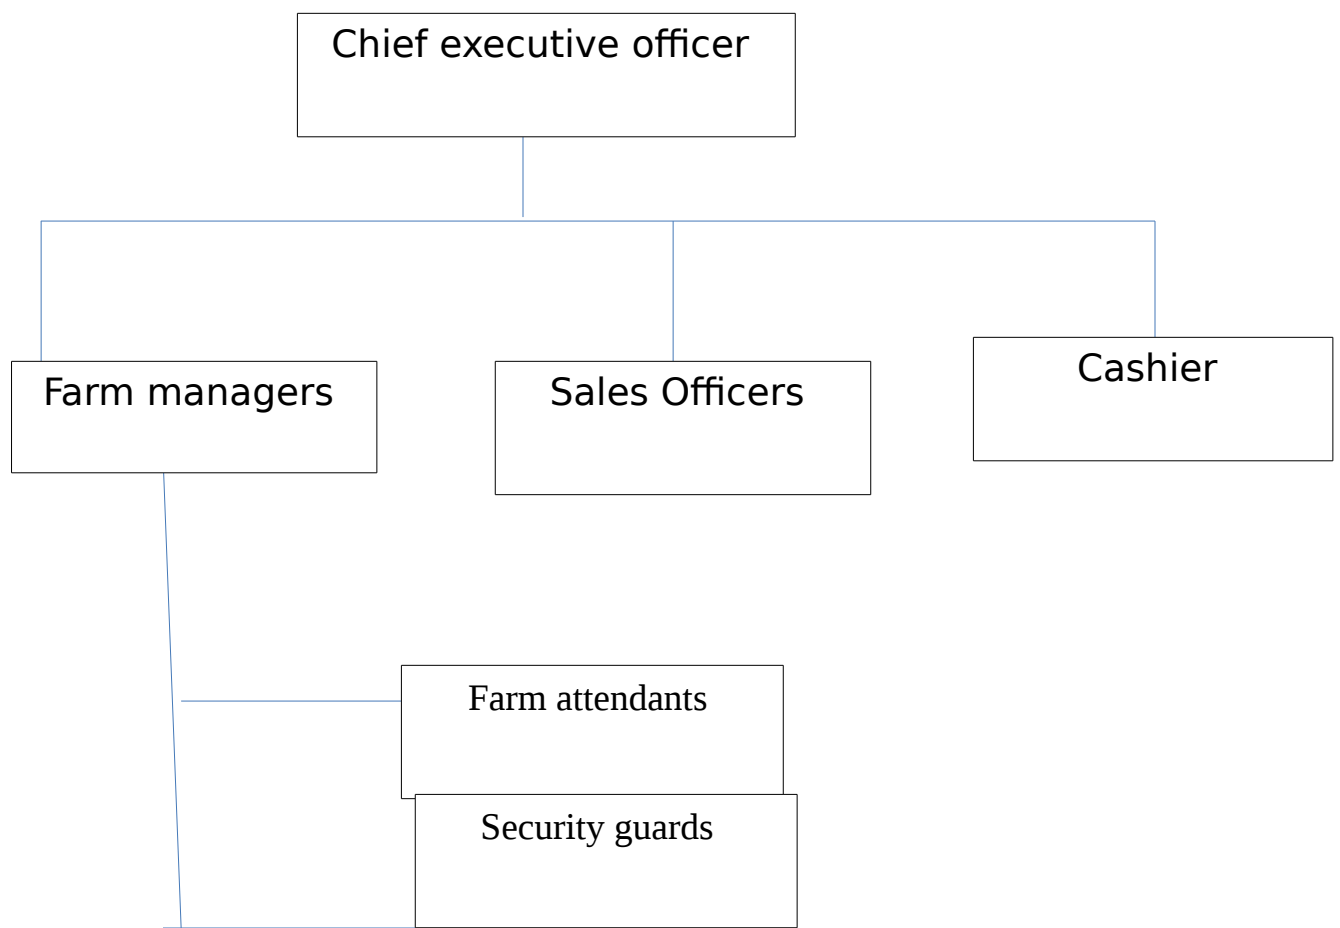 Chief executive officer
Farm managers
Sales Officers
Cashier
Farm attendants
Security guards